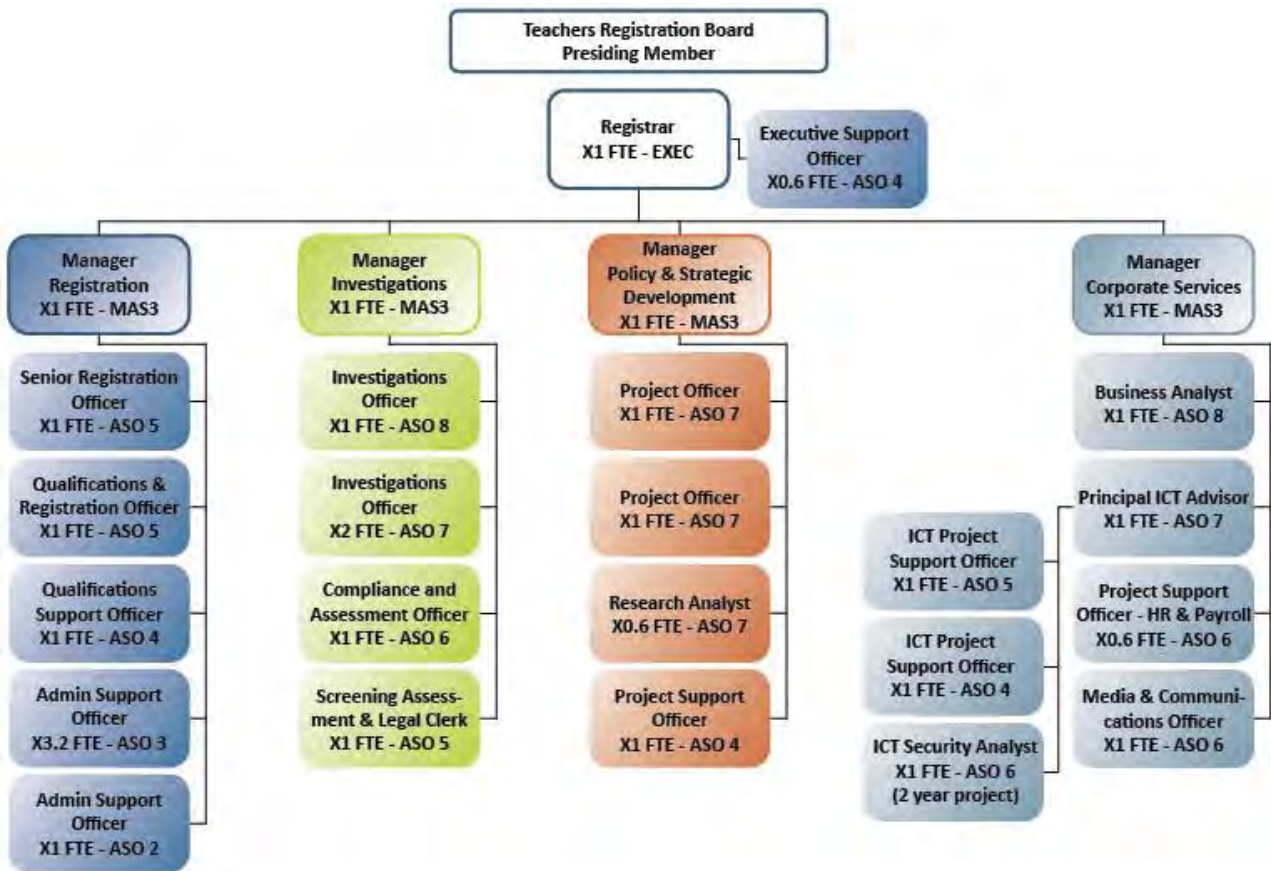 Teachers Registration Board
Presiding Member
Registrar
X1 FTE - EXEC
Executive Support
Officer
X0.6 FTE - ASO 4
Manager
Registration
X1 FTE - MAS3
Senior Registration
Officer
X1 FTE - ASO 5
Qualifications &
Registration Officer
X1 FTE - ASO 5
Qualifications
Support Officer
X1 FTE - ASO 4
Admin Support
Officer
X3.2 FTE - ASO 3
Admin Support
Officer
X1 FTE - ASO 2
Manager
Investigations
X1 FTE - MAS3
Investigations
Officer
X1 FTE - ASO 8
Investigations
Officer
X2 FTE - ASO 7
Compliance and
Assessment Officer
X1 FTE - ASO 6
Screening Assess-
ment & Legal Clerk
X1 FTE - ASO 5
Manager
Policy & Strategic
Development
X1 FTE - MAS3
Project Officer
X1 FTE - ASO 7
Project Officer
X1 FTE - ASO 7
Research Analyst
X0.6 FTE - ASO 7
Project Support
Officer
X1 FTE - ASO 4
Manager
Corporate Services
X1 FTE - MAS3
Business Analyst
X1 FTE - ASO 8
Principal ICT Advisor
X1 FTE - ASO 7
ICT Project
Support Officer
X1 FTE - ASO 5
ICT Project
Support Officer
X1 FTE - ASO 4
ICT Security Analyst
X1 FTE - ASO 6
(2 year project)
Project Support
Officer - HR & Payroll
X0.6 FTE - ASO 6
Media & Communi-
cations Officer
X1 FTE - ASO 6